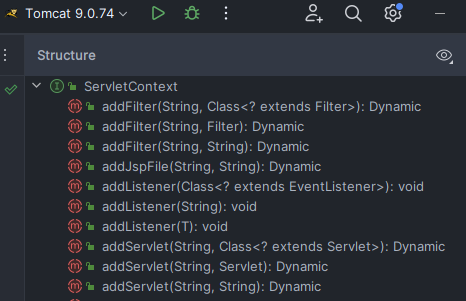 Tomcat 9.0.74
Structure
ServletContext
addFilter(String, Class<? extends Filter>): Dynamic
addFilter(String, Filter): Dynamic
addFilter(String, String): Dynamic
addJspFile(String, String): Dynamic
addListener(Class<? extends EventListener>): void
addListener(String): void
addListener(T): void
addServlet(String, Class<? extends Servlet>): Dynamic
addServlet(String, Servlet): Dynamic
addServlet(String, String): Dynamic